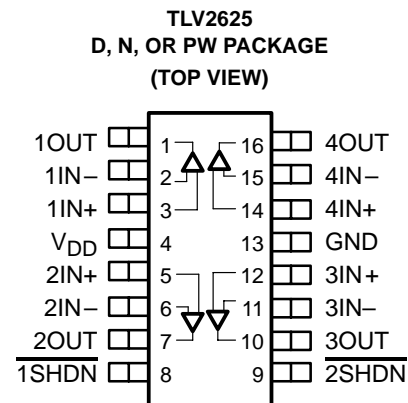 TLV2625
D, N, OR PW PACKAGE
(TOP VIEW)
1OUT 1 16 4OUT
1IN− 2 15 4IN−
1IN+ 3 14 4IN+
VDD 4 13 GND
2IN+ 5 12 3IN+
2IN− 6 11 3IN−
2OUT 7 10 3OUT
1SHDN 8 9 2SHDN